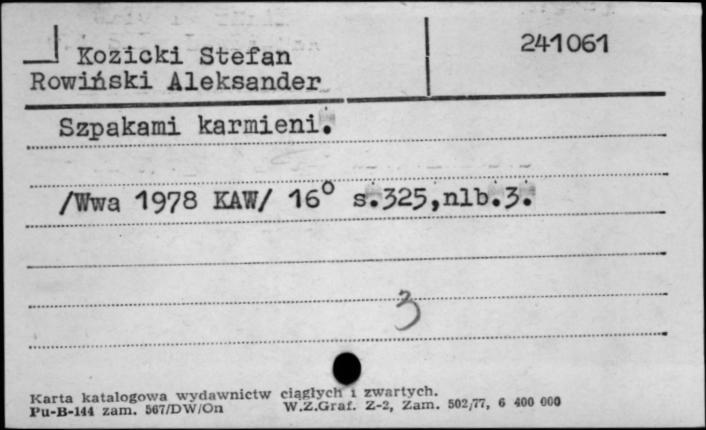 Kozicki Stefan
241061
Rowiński Aleksander
Szpakami karmieni.
/Wwa 1978 KAW/ 16° s.325,nlb.3.
3
Karta katalogowa wydawnictw ciągłych i zwartych.
Pu-B-144 zam. 567/DW/On W.Z.Graf. Z-2, Zam. 502/77, 6 400 000